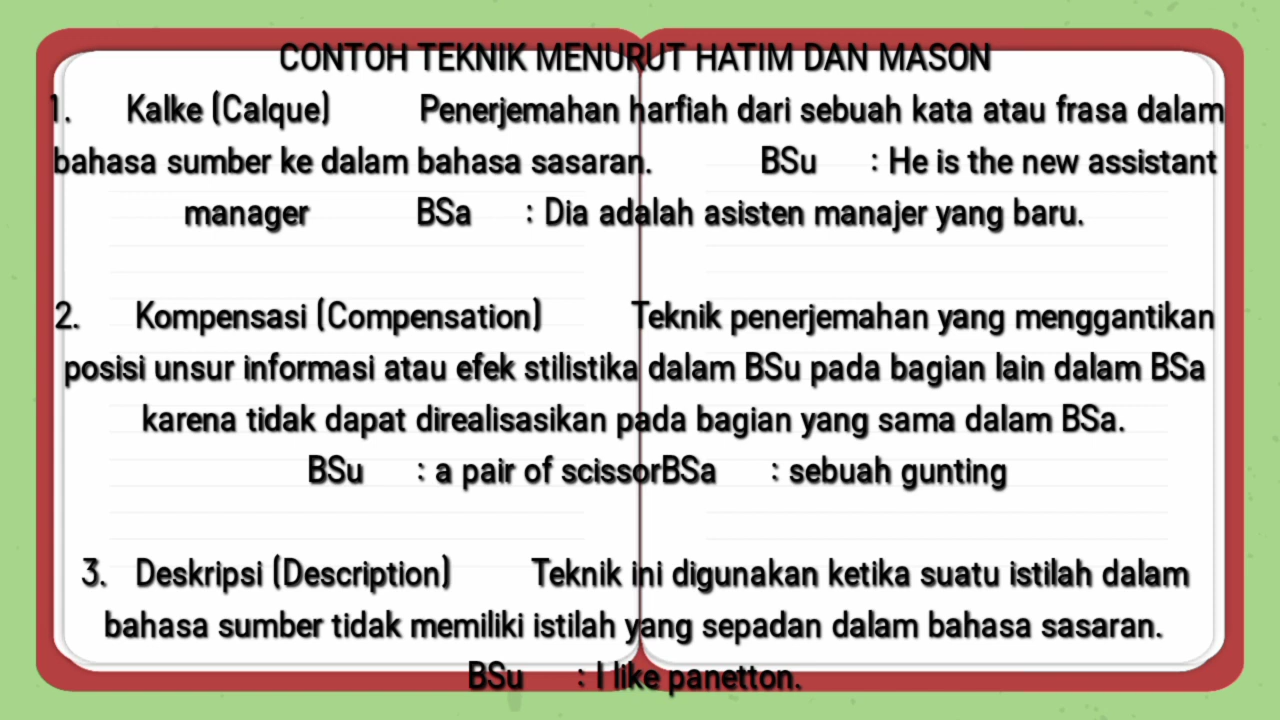 CONTOH TEKNIK MENURUT HATIM DAN MASON
1. Kalke (Calque) Penerjemahan harfiah dari sebuah kata atau frasa dalam
bahasa sumber ke dalam bahasa sasaran. BSu : He is the new assistant
manager BSa : Dia adalah asisten manajer yang baru.
2. Kompensasi (Compensation) Teknik penerjemahan yang menggantikan
posisi unsur informasi atau efek stilistika dalam BSu pada bagian lain dalam BSa
karena tidak dapat direalisasikan pada bagian yang sama dalam BSa.
BSu : a pair of scissorBSa : sebuah gunting
3. Deskripsi (Description) Teknik ini digunakan ketika suatu istilah dalam
bahasa sumber tidak memiliki istilah yang sepadan dalam bahasa sasaran.
BSu : I like panetton.